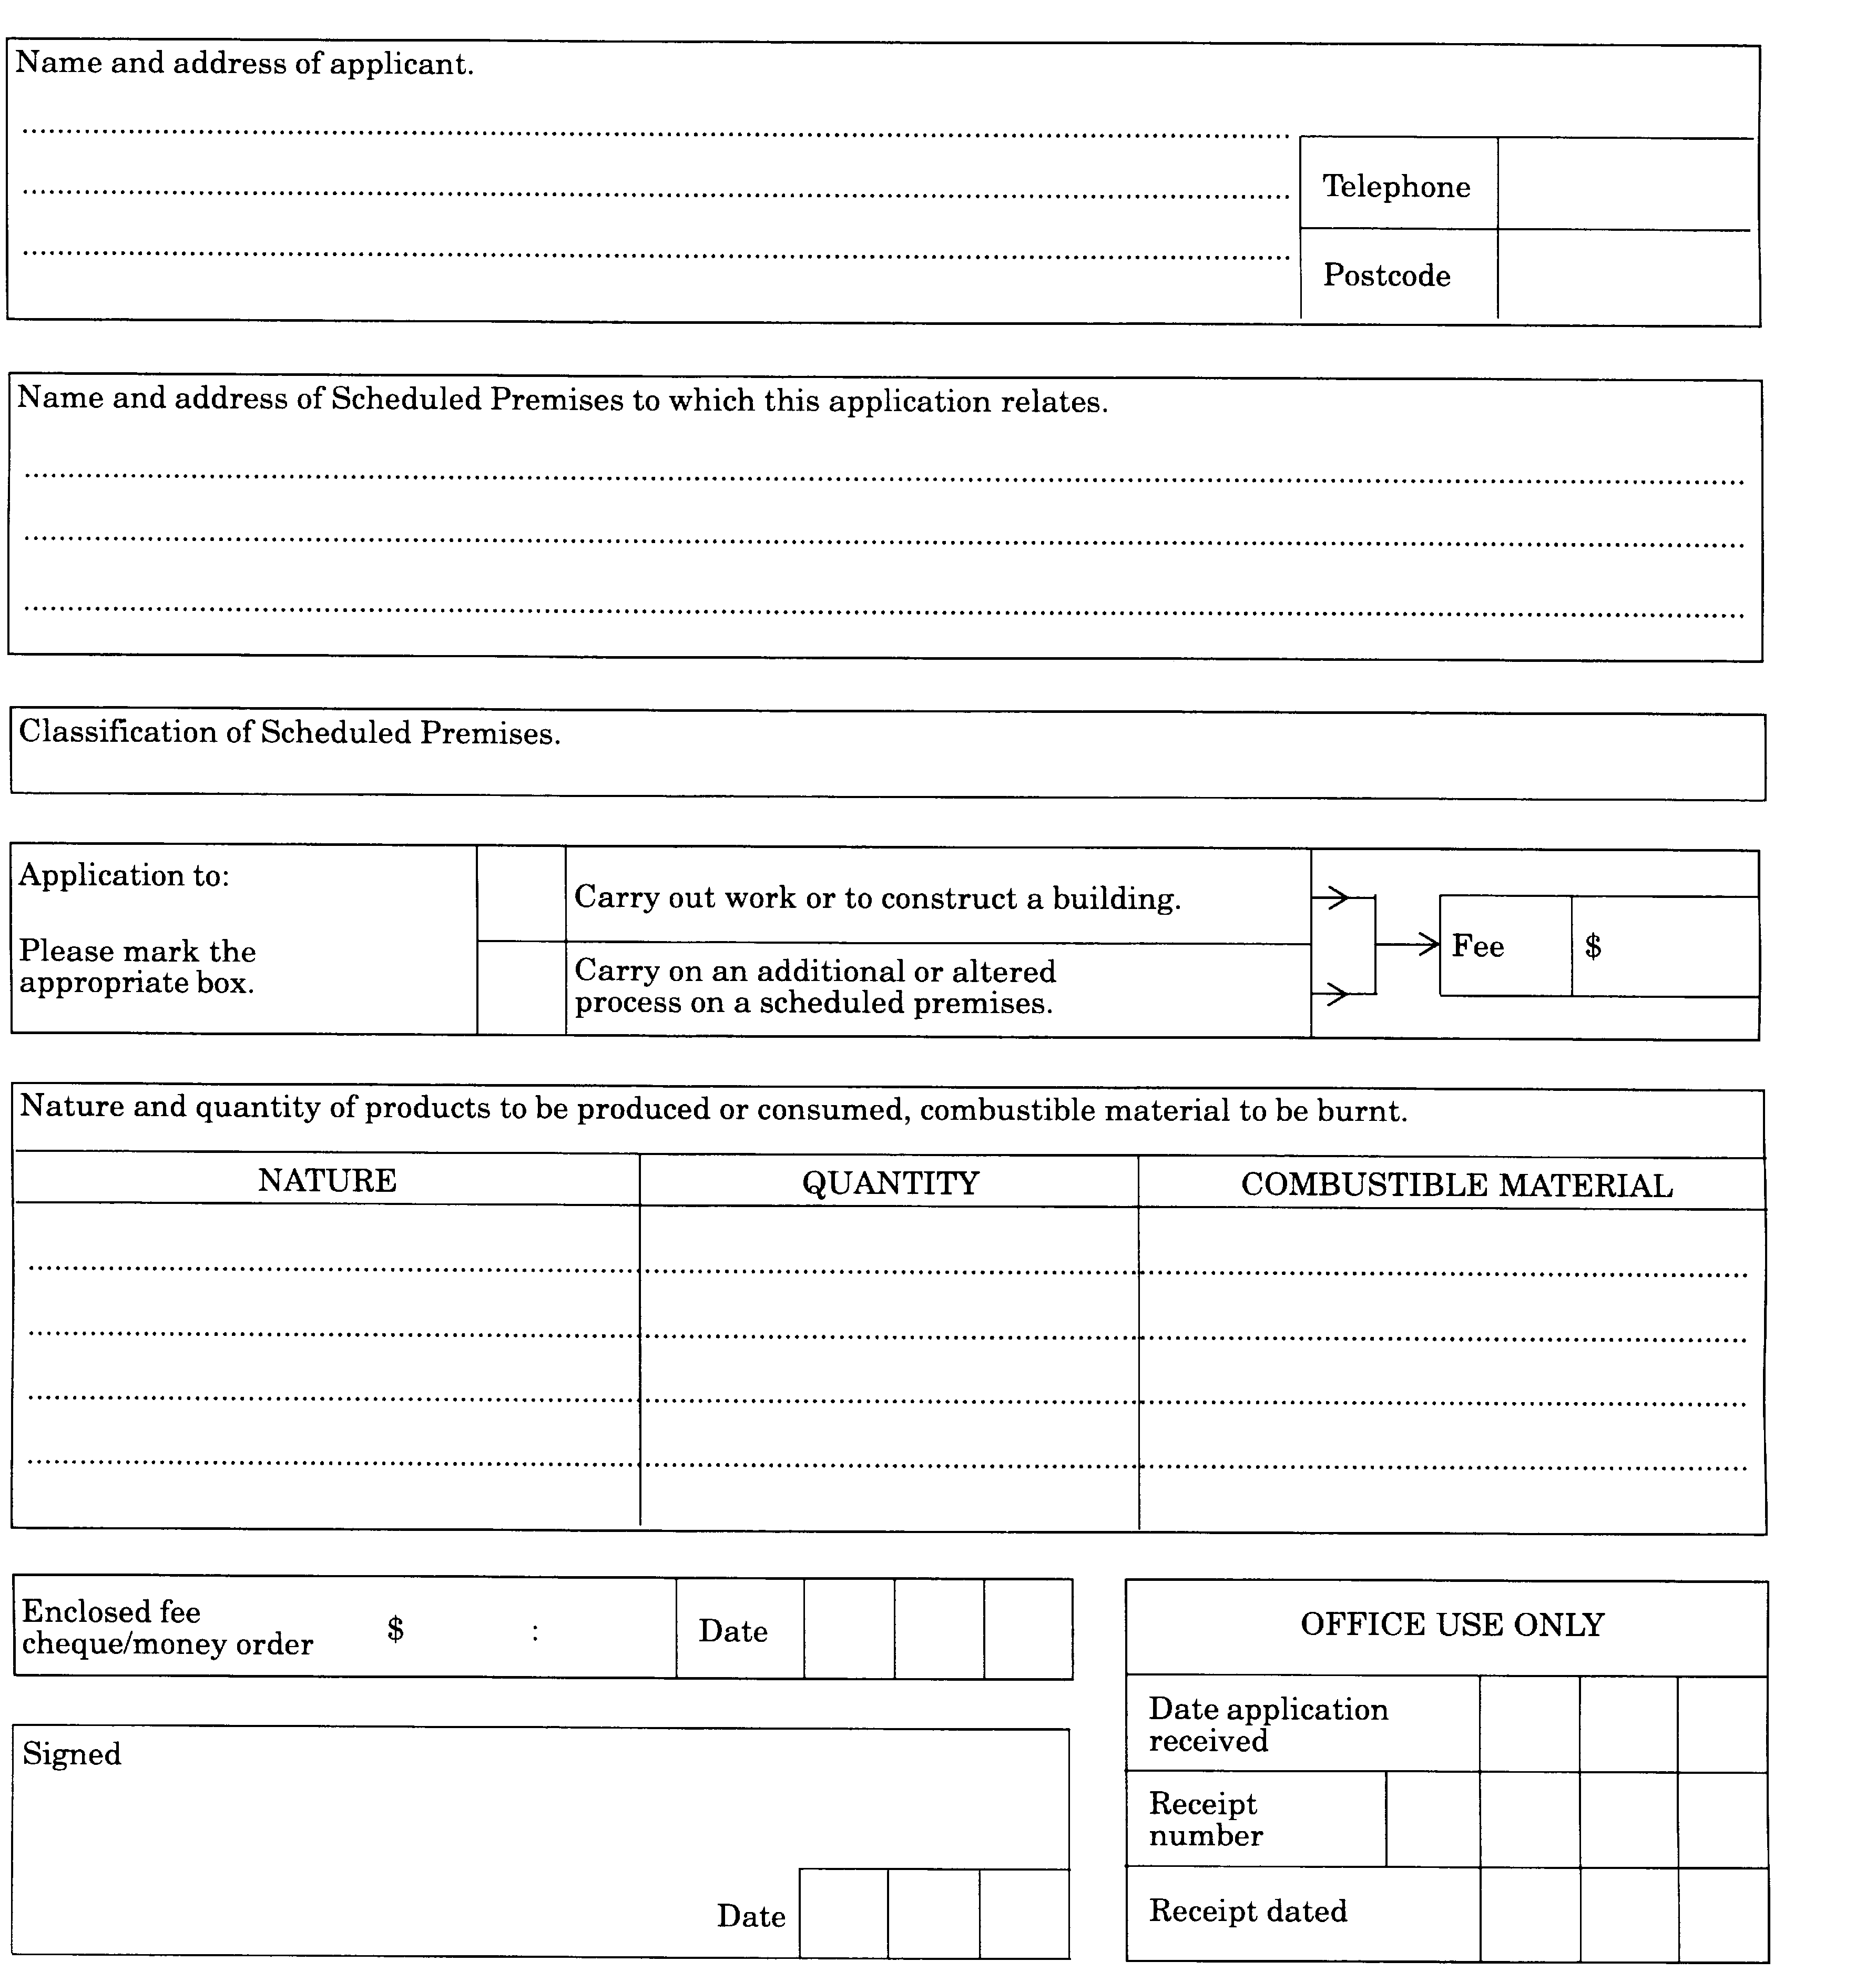 Name and address of applicant.
Telephone
Postcode
Name and address of Scheduled Premises to which this application relates.
Classification of Scheduled Premises.
Application to:
Please mark the
appropriate box.
Carry out work or to construct a building.
Carry on an additional or altered
process on a scheduled premises.
Fee $
Nature and quantity of products to be produced or consumed, combustible material to be burnt.
NATURE QUANTITY COMBUSTIBLE MATERIAL
Enclosed fee
cheque/money order $ : Date
Signed
Date
OFFICE USE ONLY
Date application
received
Receipt
number
Receipt dated